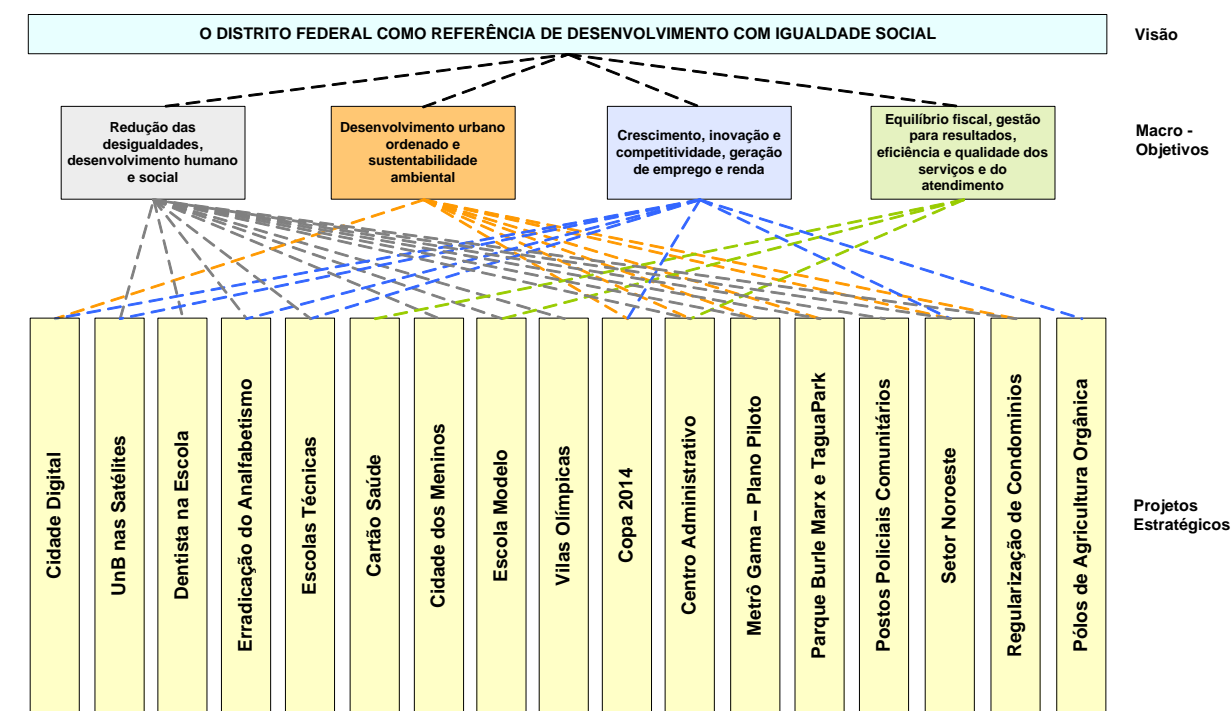 O DISTRITO FEDERAL COMO REFERÊNCIA DE DESENVOLVIMENTO COM IGUALDADE SOCIAL
Visão
Redução das
desigualdades,
desenvolvimento humano
e social
Desenvolvimento urbano
ordenado e
sustentabilidade
ambiental
Crescimento, inovação e
competitividade, geração
de emprego e renda
Equilíbrio fiscal, gestão
para resultados,
eficiência e qualidade dos
serviços e do
atendimento
Macro -
Objetivos
Cidade Digital
UnB nas Satélites
Dentista na Escola
Erradicação do Analfabetismo
Escolas Técnicas
Cartão Saúde
Cidade dos Meninos
Escola Modelo
Vilas Olímpicas
Copa 2014
Centro Administrativo
Metrô Gama – Plano Piloto
Parque Burle Marx e TaguaPark
Postos Policiais Comunitários
Setor Noroeste
Regularização de Condominios
Pólos de Agricultura Orgânica
Projetos
Estratégicos